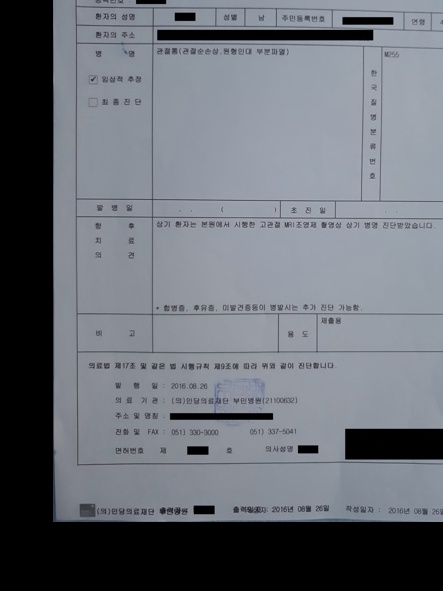 환자의 성명 성별 남 주민등록번호 연령
환자의 주소
병 명 관절통(관절순손상,원형인대 부분파열) 한국질병분류번호 M255
임상적 추정
최종진단
발병일 . . ( ) 초진일 . .
향후치료의견 상기 환자는 본원에서 시행한 고관절 MRI조영제 촬영상 상기 병명 진단받았습니다.
* 합병증, 후유증, 미발견증등이 병발시는 추가 진단 가능함
비 고 용도 제출용
의료법 제17조 및 같은 법 시행규칙 제9조에 따라 위와 같이 진단합니다.
발 행 일 : 2016.08.26
의료 기관 : (의)인당의료재단 부민병원(21100632)
주소 및 명칭 :
전화 및 FAX : (051) 330-3000 (051) 337-5041
면허번호 제 호 의사성명
(의)인당의료재단 부민병원 2016년 08월 26일 작성일자 : 2016년 08월 26일